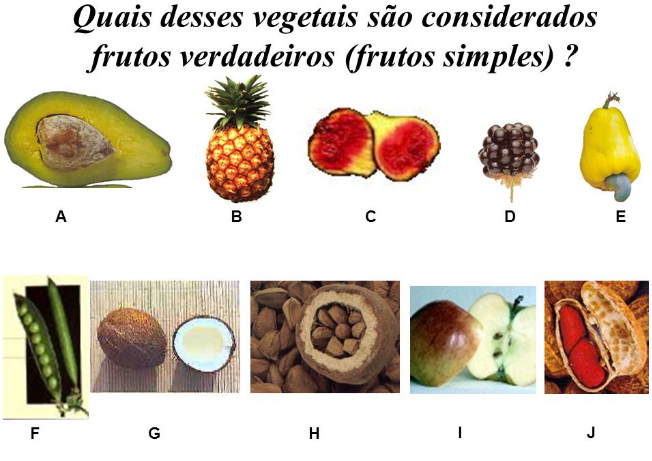 Quais desses vegetais são considerados
frutos verdadeiros (frutos simples) ?
A B C D E
F G H I J